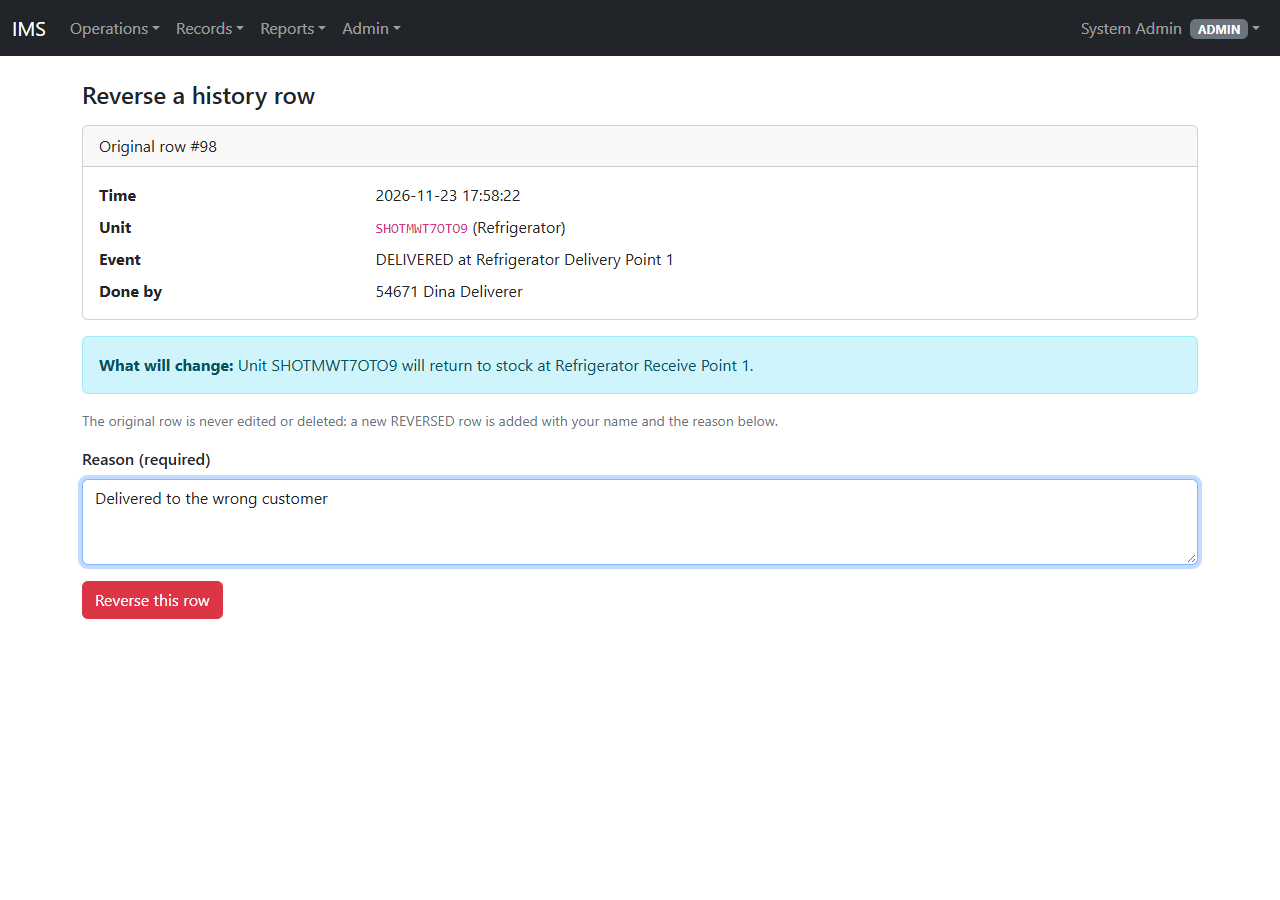 IMS Operations Records Reports Admin System Admin ADMIN
Reverse a history row
Original row #98
Time 2026-11-23 17:58:22
Unit SHOTMWT7OTO9 (Refrigerator)
Event DELIVERED at Refrigerator Delivery Point 1
Done by 54671 Dina Deliverer
What will change: Unit SHOTMWT7OTO9 will return to stock at Refrigerator Receive Point 1.
The original row is never edited or deleted: a new REVERSED row is added with your name and the reason below.
Reason (required)
Delivered to the wrong customer
Reverse this row